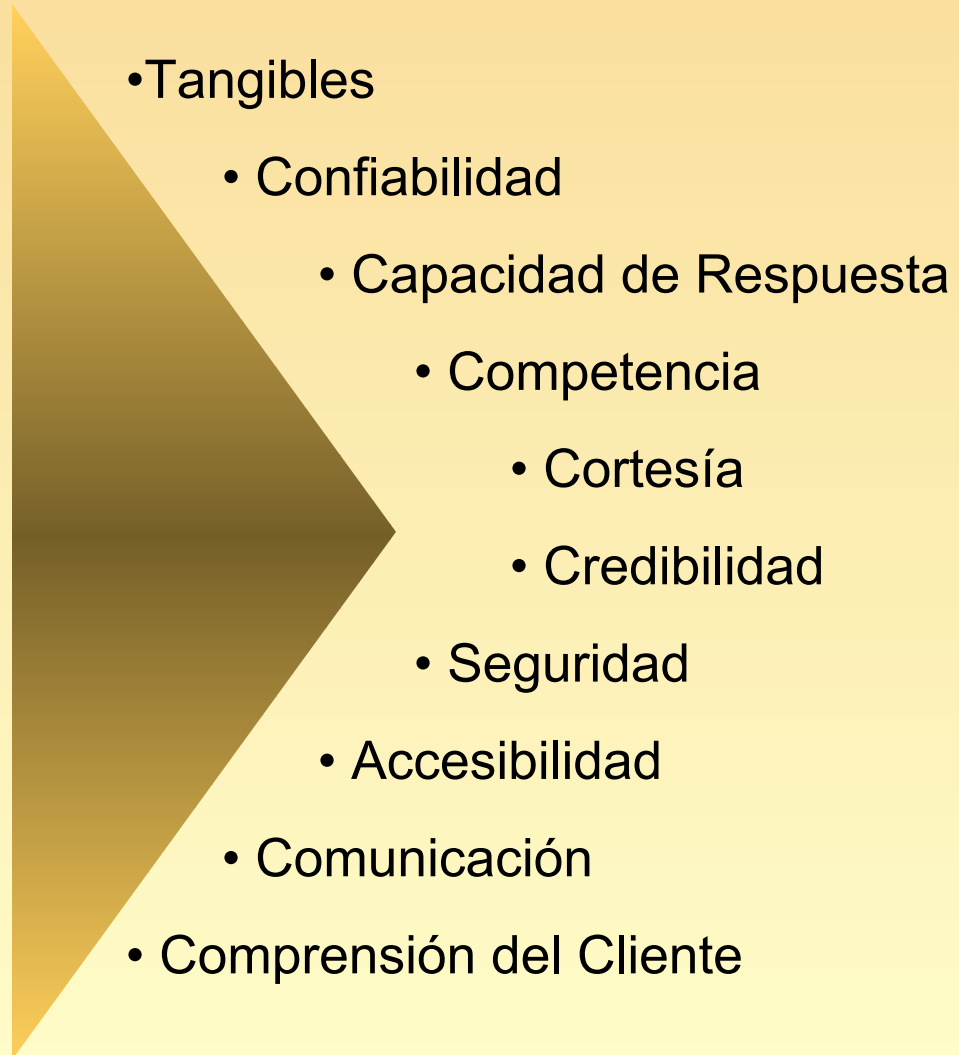 •Tangibles
• Confiabilidad
• Capacidad de Respuesta
• Competencia
• Cortesía
• Credibilidad
• Seguridad
• Accesibilidad
• Comunicación
• Comprensión del Cliente